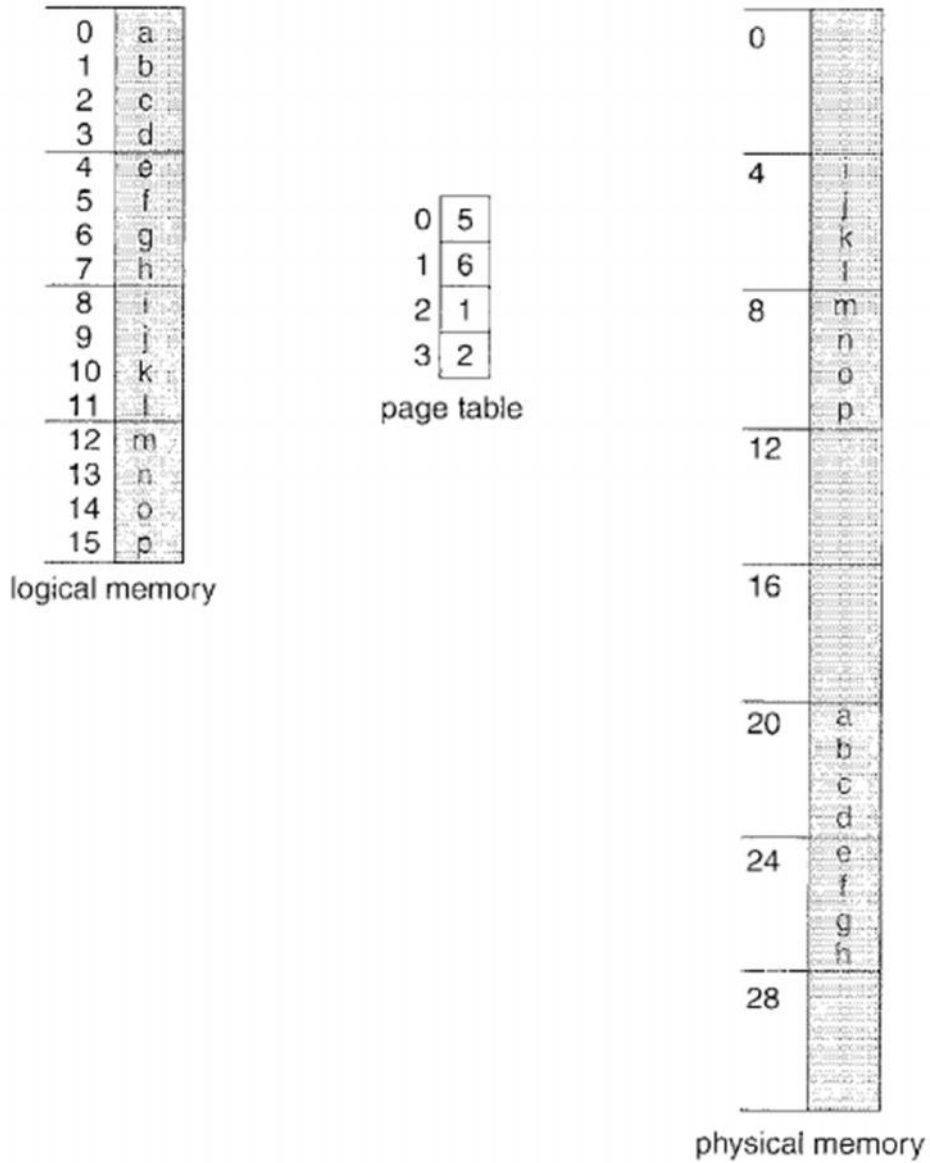 0 a
1 b
2 c
3 d
4 e
5 f
6 g
7 h
8 i
9 j
10 k
11 l
12 m
13 n
14 o
15 p
logical memory
0 5
1 6
2 1
3 2
page table
0
4 i
j
k
l
8 m
n
o
p
12
16
20 a
b
c
d
24 e
f
g
h
28
physical memory